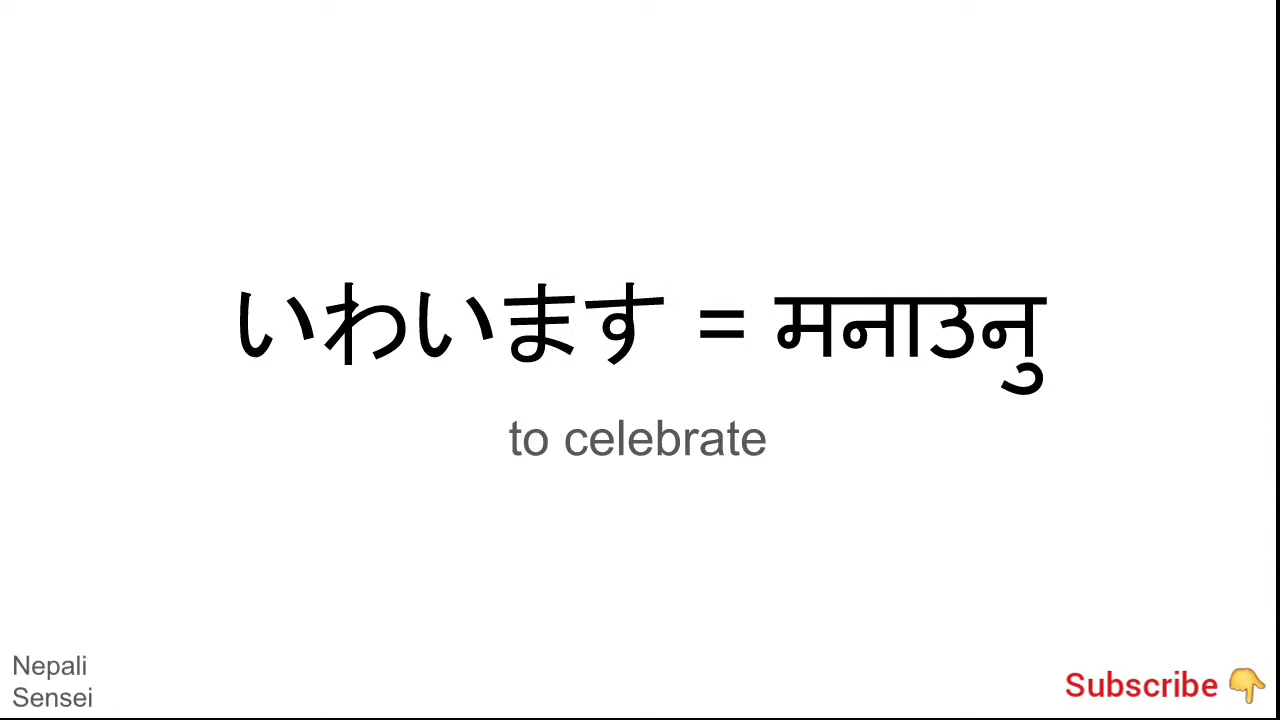 いわいます = मनाउनु
to celebrate
Nepali
Sensei
Subscribe 👇